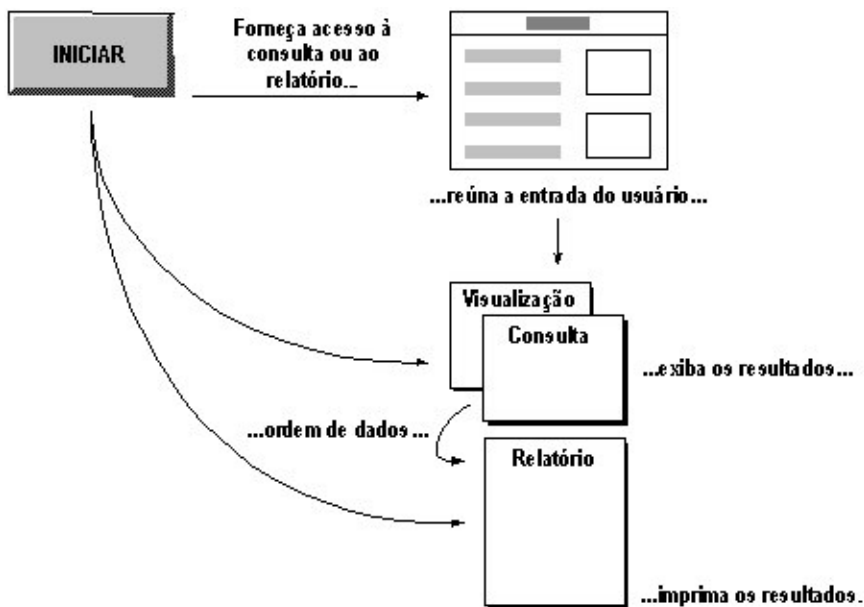 INICIAR
Forneça acesso à
consulta ou ao
relatório...
...reúna a entrada do usuário...
Visualização
Consulta
...exiba os resultados...
...ordem de dados ...
Relatório
...imprima os resultados.